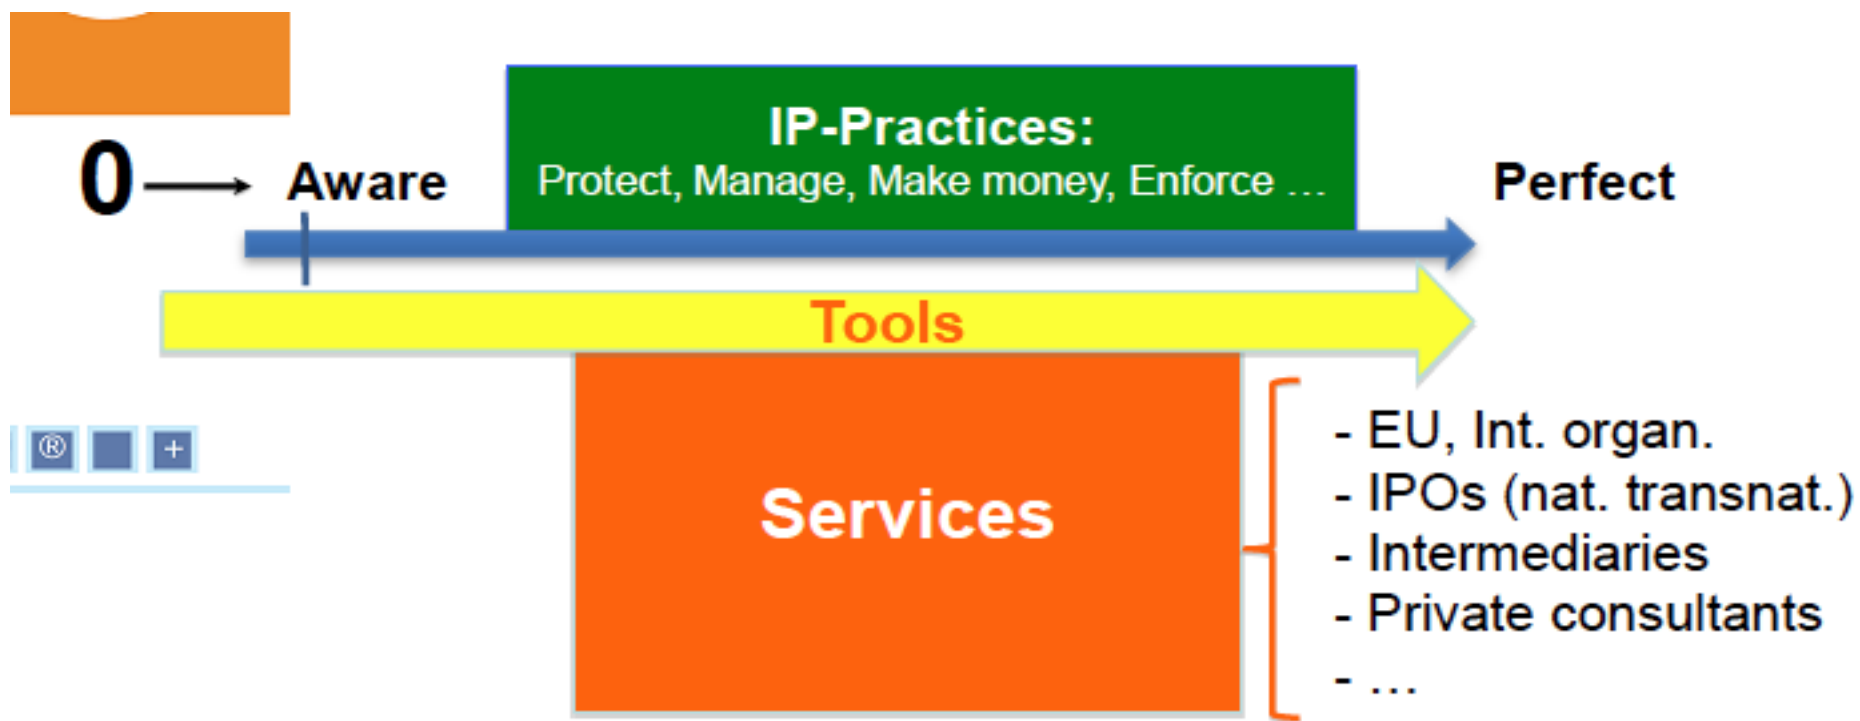 IP-Practices:
0 Aware Protect, Manage, Make money, Enforce ... Perfect
Tools
- EU, Int. organ.
® +
- IPOs (nat. transnat.)
Services
- Intermediaries
- Private consultants
- ...